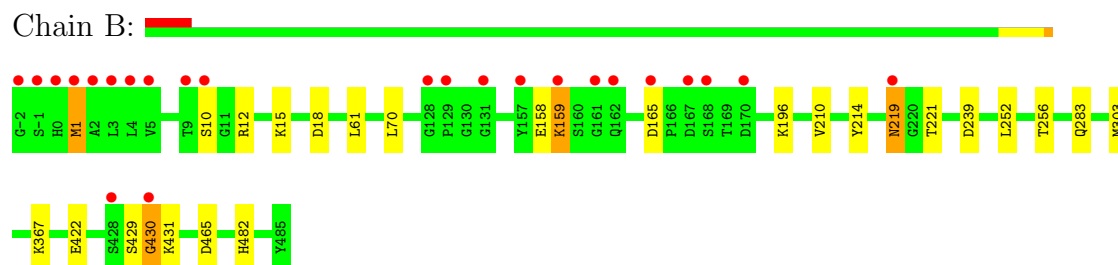 Chain B:
G-2 S-1 H0 M1 A2 L3 L4 V5 T9 S10 G11 R12 K15 D18 L61 L70 G128 P129 G130 G131 Y157 E158 K159 S160 G161 Q162 D165 P166 D167 S168 T169 D170 K196 V210 Y214 N219 G220 T221 D239 L252 T256 Q283
K367 E422 S428 S429 G430 K431 D465 H482 Y485